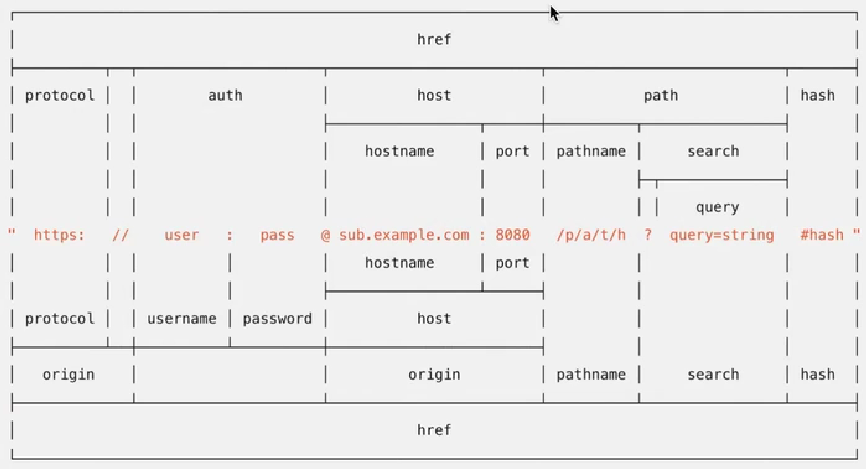 href
protocol auth host path hash
hostname port pathname search
query
" https: // user : pass @ sub.example.com : 8080 /p/a/t/h ? query=string #hash "
hostname port
protocol username password host
origin origin pathname search hash
href